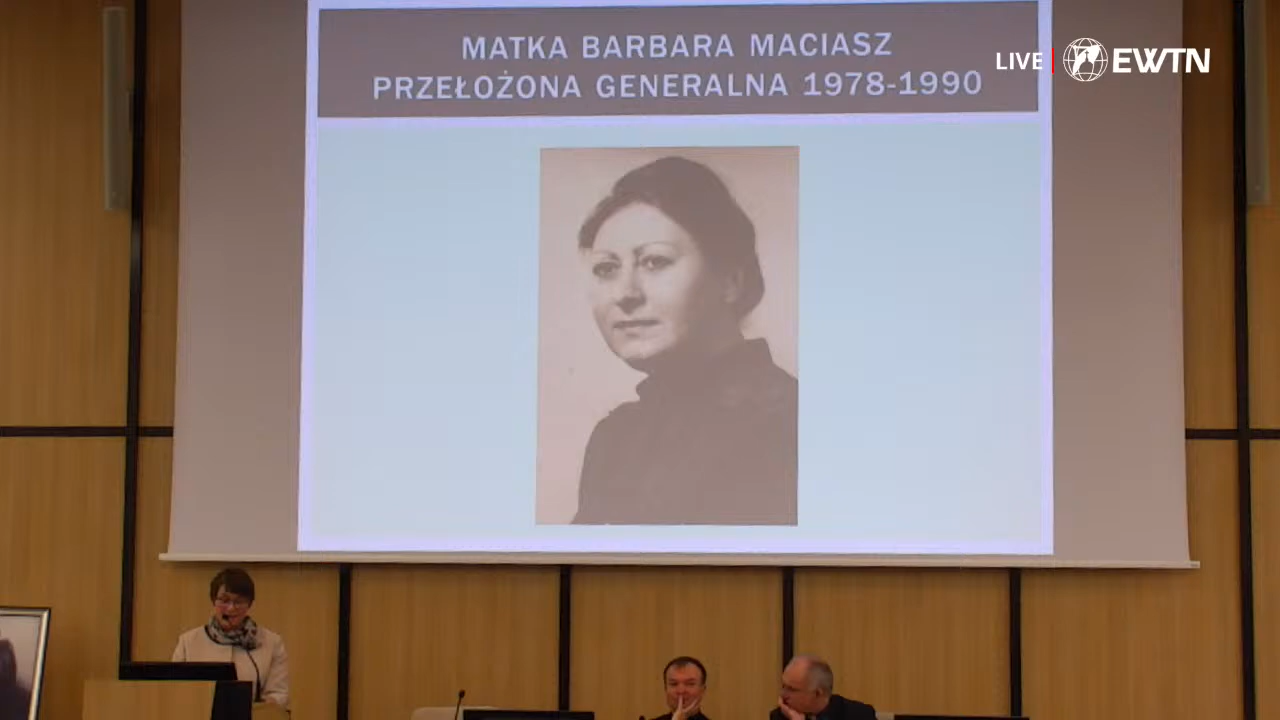 MATKA BARBARA MACIASZ
PRZEŁOŻONA GENERALNA 1978-1990
LIVE EWTN